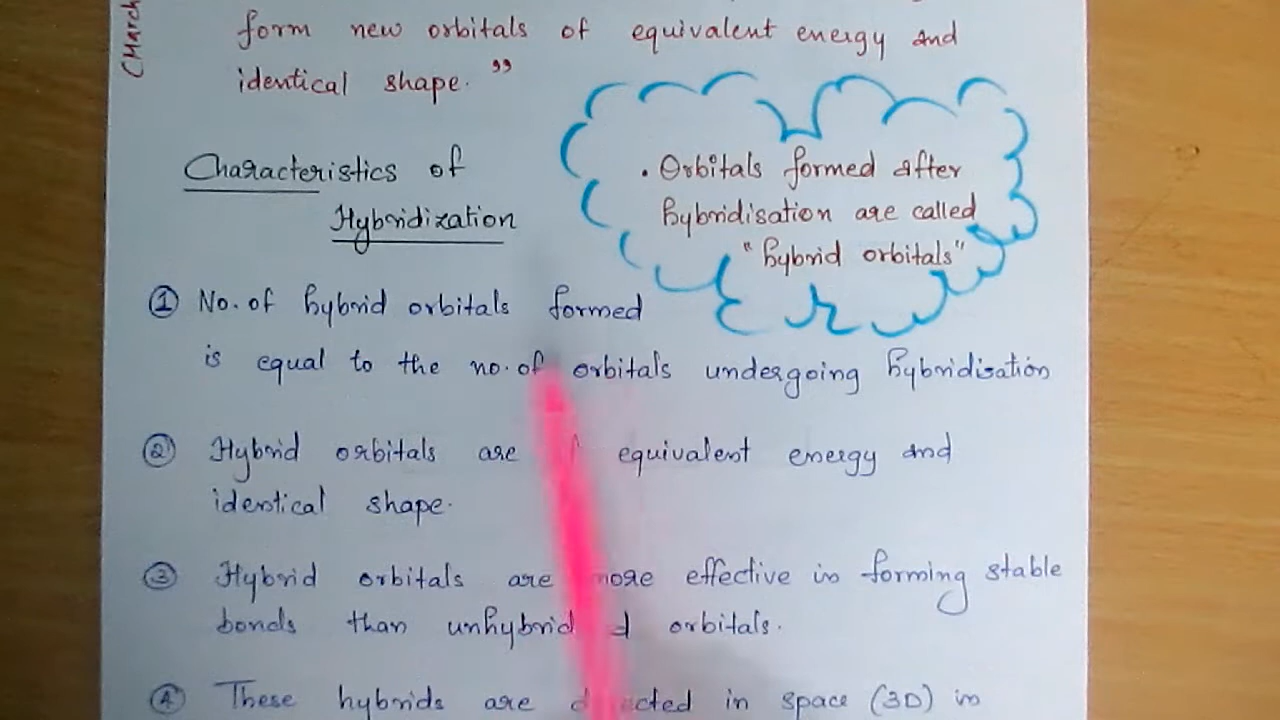 (March
form new orbitals of equivalent energy and
identical shape."
Characteristics of
Hybridization
. Orbitals formed after
hybridisation are called
"hybrid orbitals"
① No. of hybrid orbitals formed
is equal to the no. of orbitals undergoing hybridisation
② Hybrid orbitals are equivalent energy and
identical shape.
③ Hybrid orbitals are more effective in forming stable
bonds than orbitals.
④ These hybrids are in space (3D) in